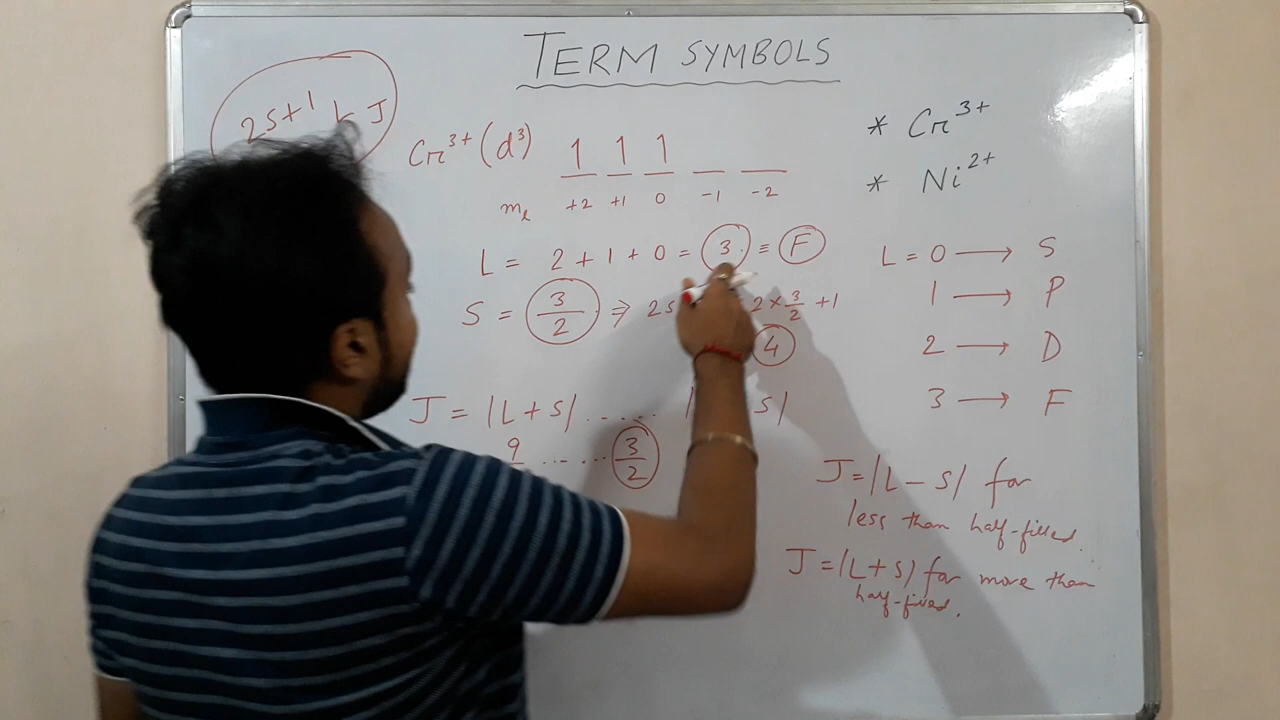 TERM SYMBOLS
2S+1 L J
Cr³⁺ (d³) 1 1 1
mℓ +2 +1 0 -1 -2
L = 2 + 1 + 0 = 3 ≡ F
S = 3/2 ⇒ 2S 2 × 3/2 + 1
4
J = |L + S| ...... | S|
9 ...... 3/2
* Cr³⁺
* Ni²⁺
L = 0 → S
1 → P
2 → D
3 → F
J = |L - S| for
less than half-filled.
J = |L + S| for more than
half-filled.